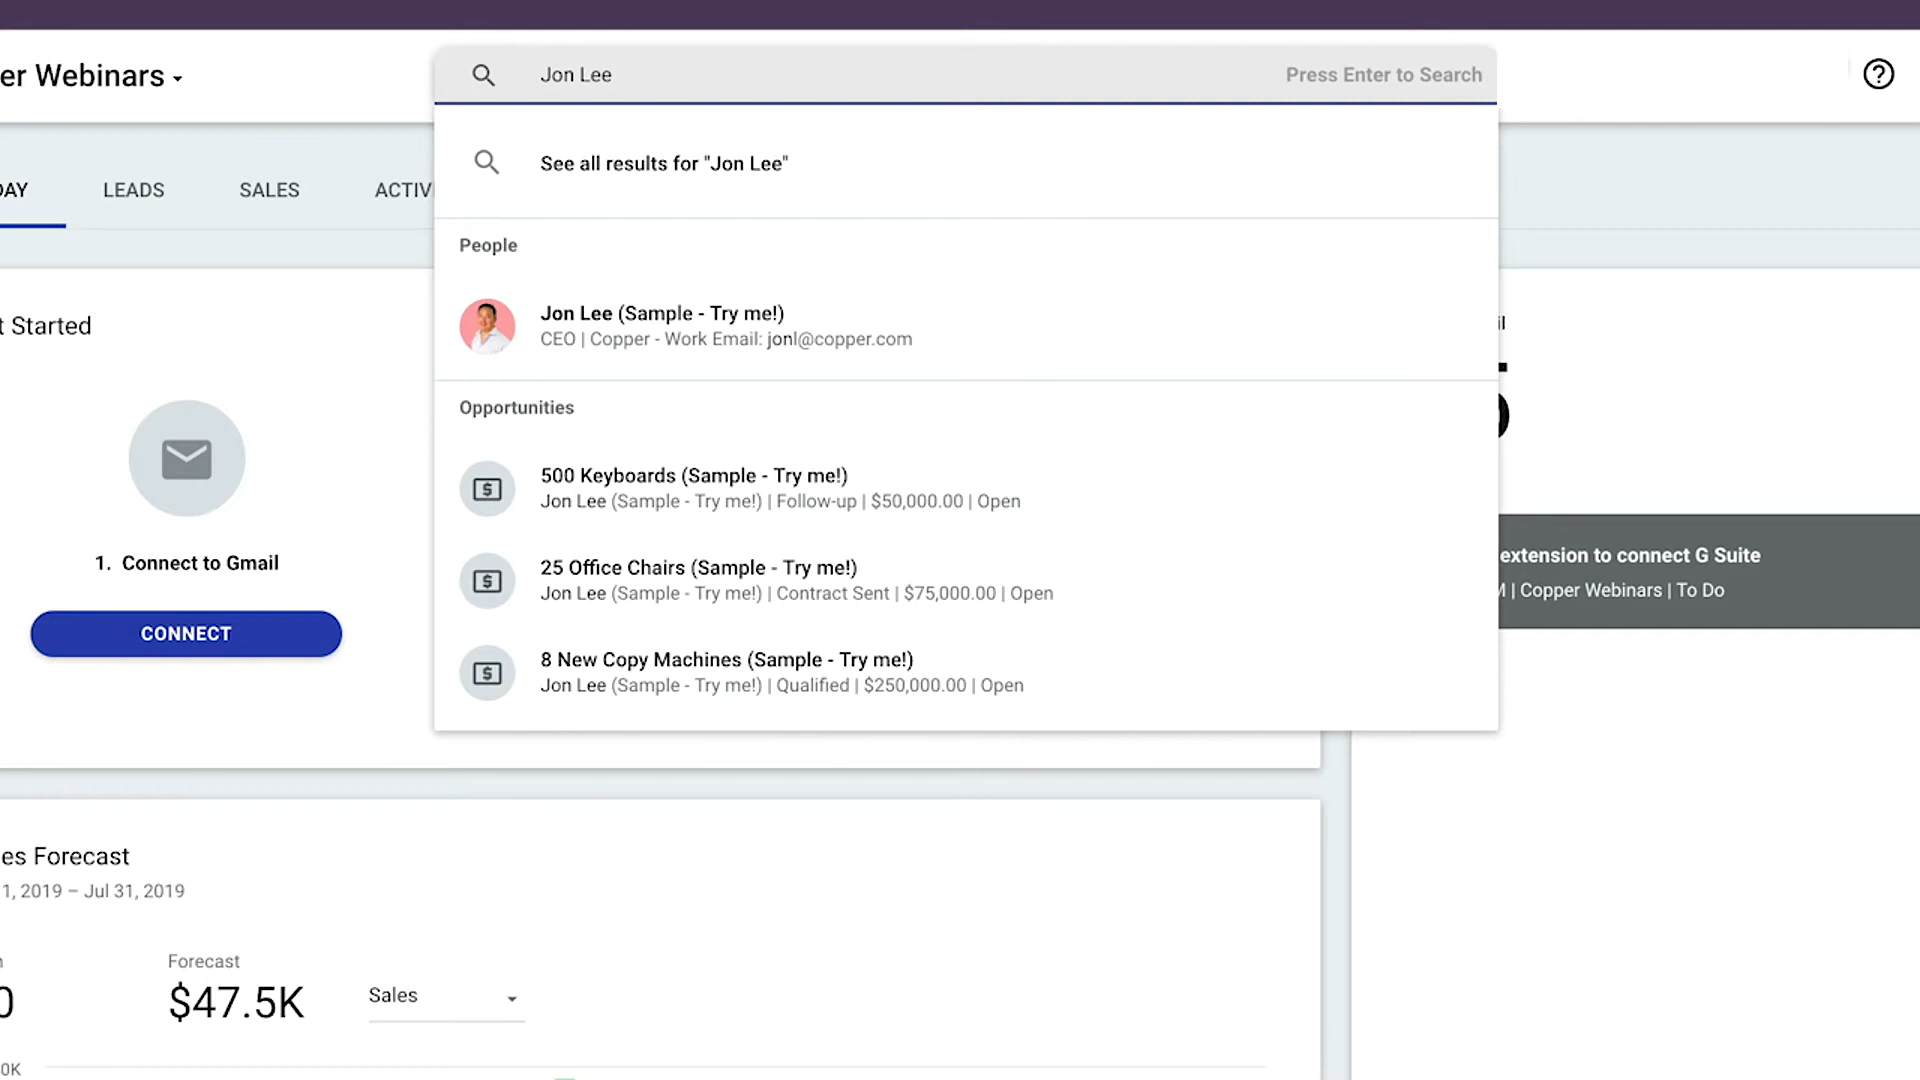 er Webinars
Jon Lee
Press Enter to Search
See all results for "Jon Lee"
DAY
LEADS
SALES
ACTIV
People
Jon Lee (Sample - Try me!)
CEO | Copper - Work Email: jonl@copper.com
t Started
il
Opportunities
500 Keyboards (Sample - Try me!)
Jon Lee (Sample - Try me!) | Follow-up | $50,000.00 | Open
1. Connect to Gmail
25 Office Chairs (Sample - Try me!)
Jon Lee (Sample - Try me!) | Contract Sent | $75,000.00 | Open
extension to connect G Suite
M | Copper Webinars | To Do
CONNECT
8 New Copy Machines (Sample - Try me!)
Jon Lee (Sample - Try me!) | Qualified | $250,000.00 | Open
es Forecast
1, 2019 – Jul 31, 2019
Forecast
0
$47.5K
Sales
0K